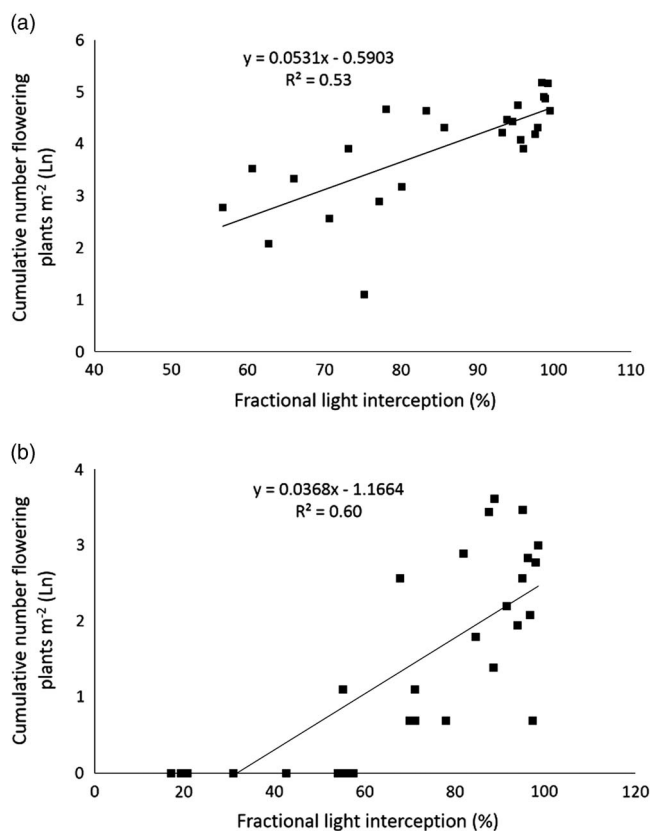 (a)
y = 0.0531x - 0.5903
R² = 0.53
Cumulative number flowering
plants m⁻² (Ln)
6
5
4
3
2
1
0
40 50 60 70 80 90 100 110
Fractional light interception (%)
(b)
y = 0.0368x - 1.1664
R² = 0.60
Cumulative number flowering
plants m⁻² (Ln)
4
3
2
1
0
0 20 40 60 80 100 120
Fractional light interception (%)